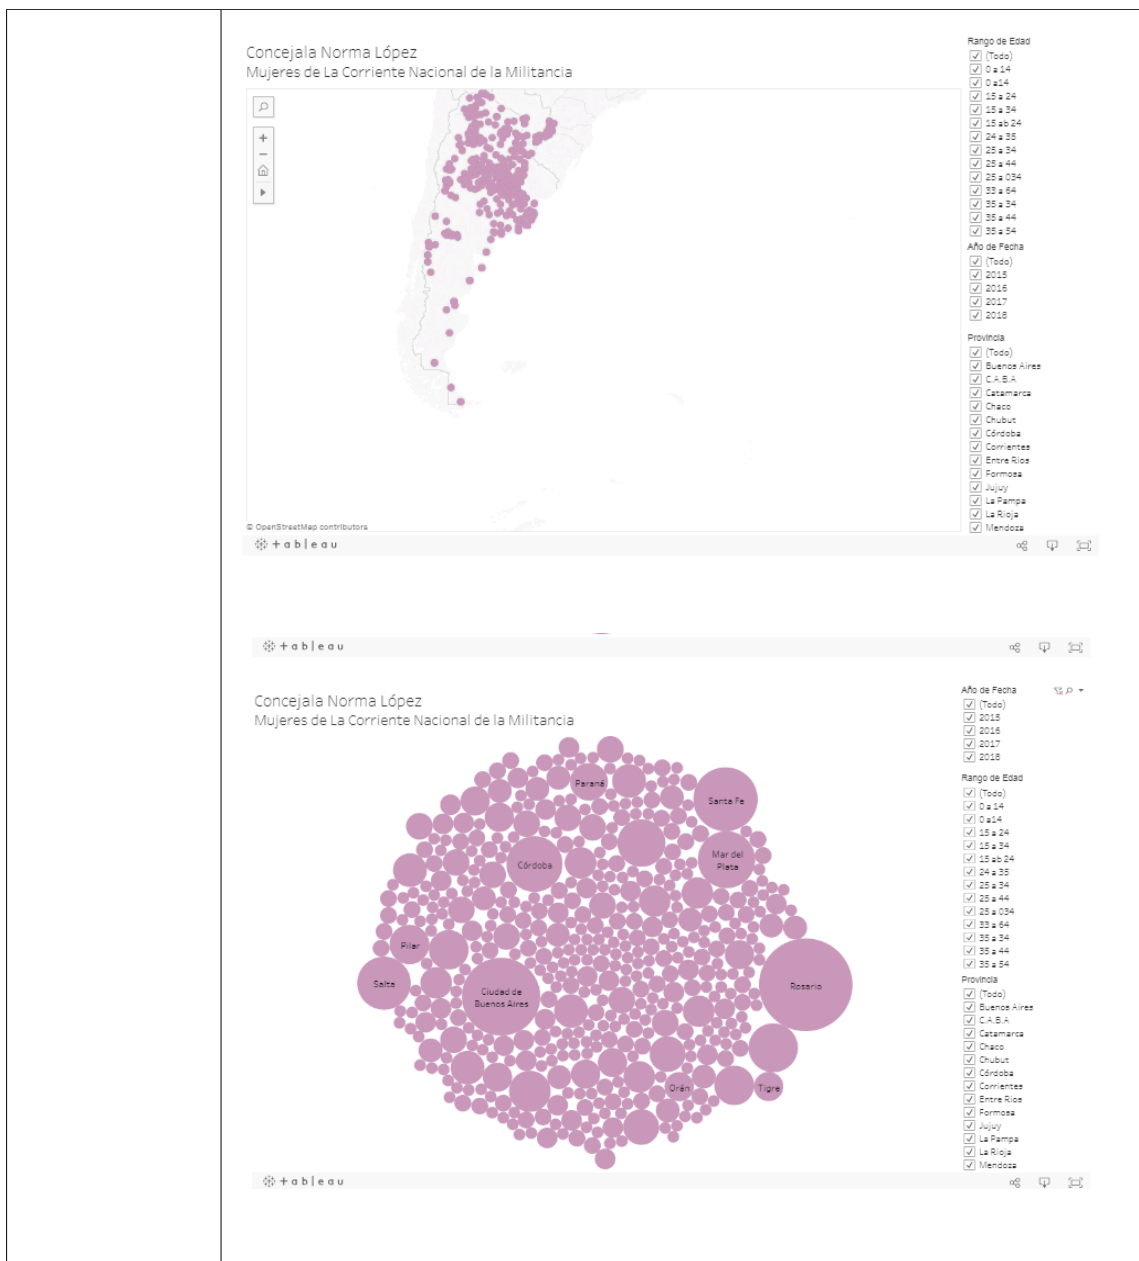 Concejala Norma López
Mujeres de La Corriente Nacional de la Militancia
Rango de Edad
(Todo)
0 a 14
0 a14
15 a 24
15 a 34
15 ab 24
24 a 35
25 a 34
25 a 44
25 a 034
33 a 64
35 a 34
35 a 44
35 a 54
Año de Fecha
(Todo)
2015
2016
2017
2018
Provincia
(Todo)
Buenos Aires
C.A.B.A
Catamarca
Chaco
Chubut
Córdoba
Corrientes
Entre Rios
Formosa
Jujuy
La Pampa
La Rioja
Mendoza
© OpenStreetMap contributors
+ableau
+ableau
Concejala Norma López
Mujeres de La Corriente Nacional de la Militancia
Paraná
Santa Fe
Córdoba
Mar del
Plata
Pilar
Salta
Ciudad de
Buenos Aires
Rosario
Orán
Tigre
Año de Fecha
(Todo)
2015
2016
2017
2018
Rango de Edad
(Todo)
0 a 14
0 a14
15 a 24
15 a 34
15 ab 24
24 a 35
25 a 34
25 a 44
25 a 034
33 a 64
35 a 34
35 a 44
35 a 54
Provincia
(Todo)
Buenos Aires
C.A.B.A
Catamarca
Chaco
Chubut
Córdoba
Corrientes
Entre Rios
Formosa
Jujuy
La Pampa
La Rioja
Mendoza
+ableau